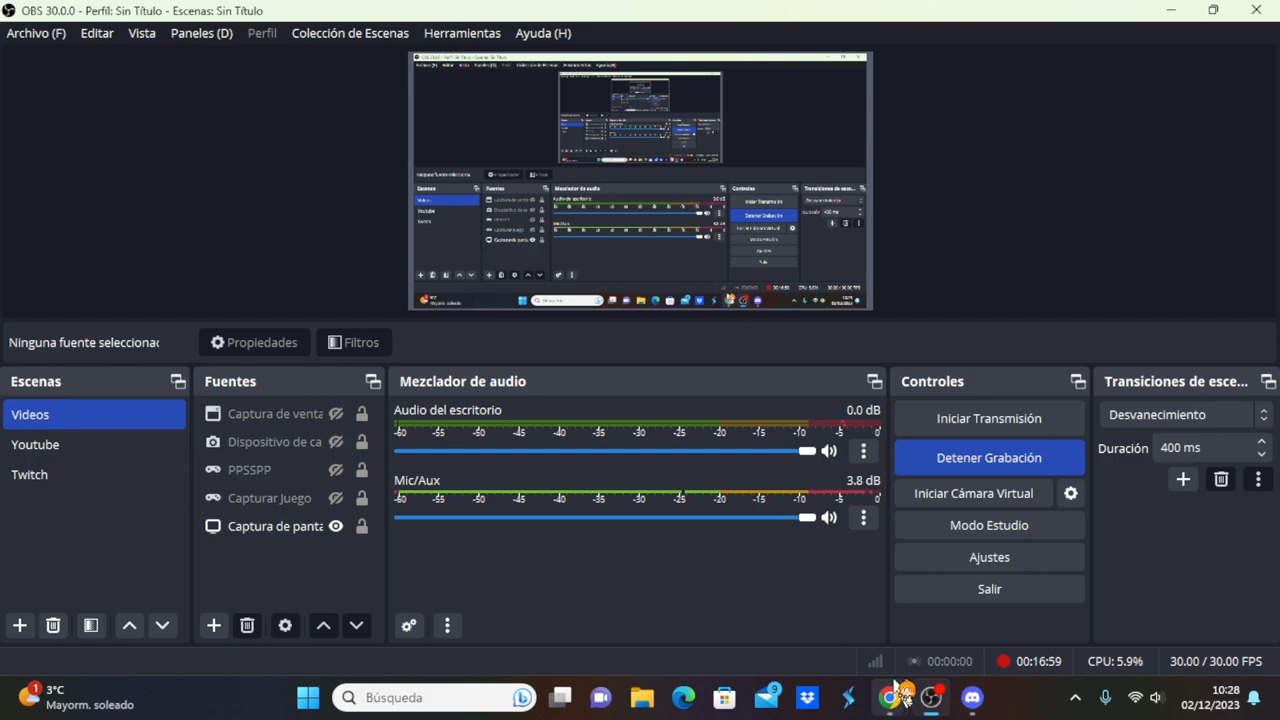 OBS 30.0.0 - Perfil: Sin Título - Escenas: Sin Título
Archivo (F) Editar Vista Paneles (D) Perfil Colección de Escenas Herramientas Ayuda (H)
Ninguna fuente seleccionac
Propiedades
Filtros
Escenas
Videos
Youtube
Twitch
Fuentes
Captura de venta
Dispositivo de ca
PPSSPP
Capturar Juego
Captura de panta
Mezclador de audio
Audio del escritorio 0.0 dB
-60 -55 -50 -45 -40 -35 -30 -25 -20 -15 -10 -5 0
Mic/Aux 3.8 dB
-60 -55 -50 -45 -40 -35 -30 -25 -20 -15 -10 -5 0
Controles
Iniciar Transmisión
Detener Grabación
Iniciar Cámara Virtual
Modo Estudio
Ajustes
Salir
Transiciones de esce...
Desvanecimiento
Duración 400 ms
00:00:00 00:16:59 CPU: 5.9% 30.00 / 30.00 FPS
1
3°C
Mayorm. soleado
Búsqueda
9
10:28
02/12/2023